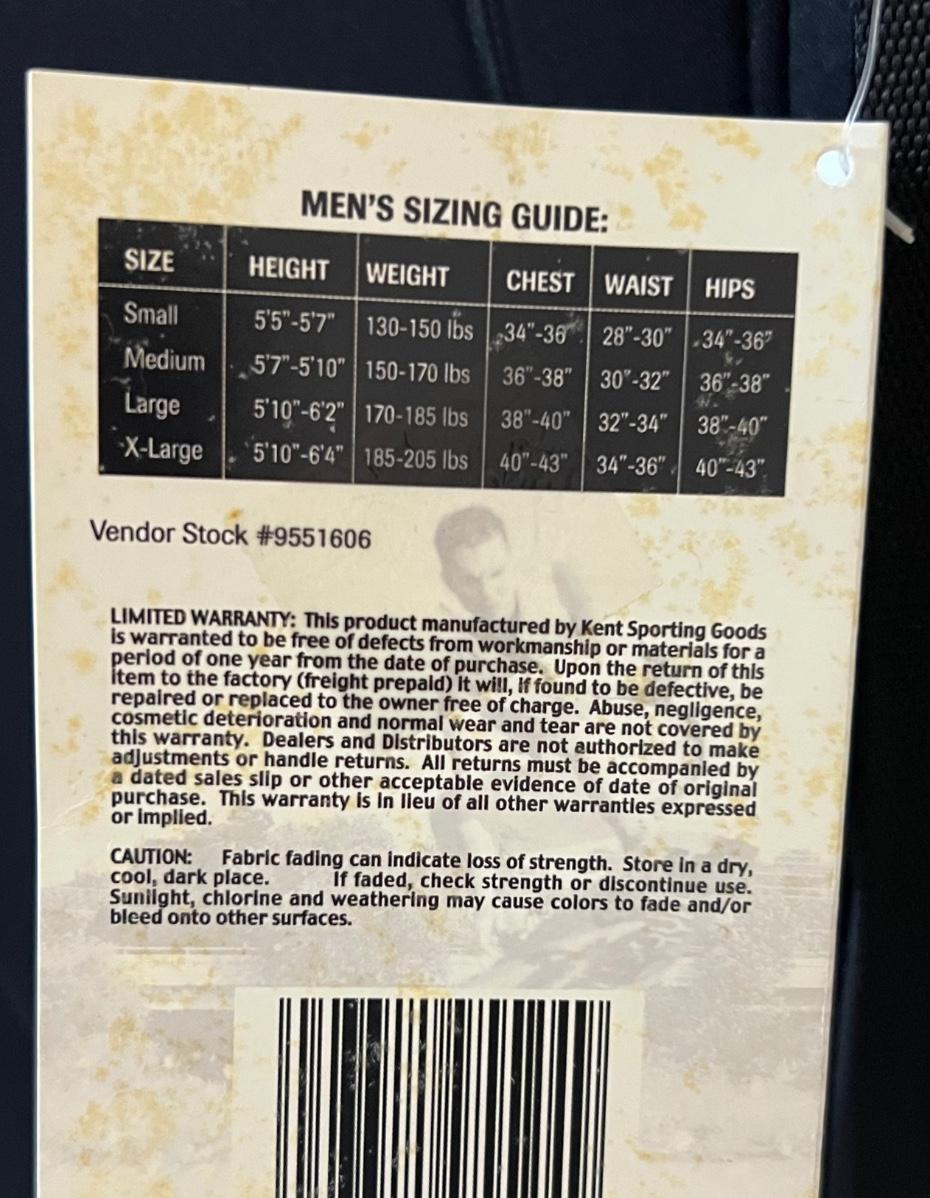 MEN'S SIZING GUIDE:
SIZE HEIGHT WEIGHT CHEST WAIST HIPS
Small 5'5"-5'7" 130-150 lbs 34"-36" 28"-30" 34"-36"
Medium 5'7"-5'10" 150-170 lbs 36"-38" 30"-32" 36"-38"
Large 5'10"-6'2" 170-185 lbs 38"-40" 32"-34" 38"-40"
X-Large 5'10"-6'4" 185-205 lbs 40"-43" 34"-36" 40"-43"
Vendor Stock #9551606
LIMITED WARRANTY: This product manufactured by Kent Sporting Goods
is warranted to be free of defects from workmanship or materials for a
period of one year from the date of purchase. Upon the return of this
item to the factory (freight prepaid) it will, if found to be defective, be
repaired or replaced to the owner free of charge. Abuse, negligence,
cosmetic deterioration and normal wear and tear are not covered by
this warranty. Dealers and Distributors are not authorized to make
adjustments or handle returns. All returns must be accompanied by
a dated sales slip or other acceptable evidence of date of original
purchase. This warranty is in lieu of all other warranties expressed
or implied.
CAUTION: Fabric fading can indicate loss of strength. Store in a dry,
cool, dark place. If faded, check strength or discontinue use.
Sunlight, chlorine and weathering may cause colors to fade and/or
bleed onto other surfaces.